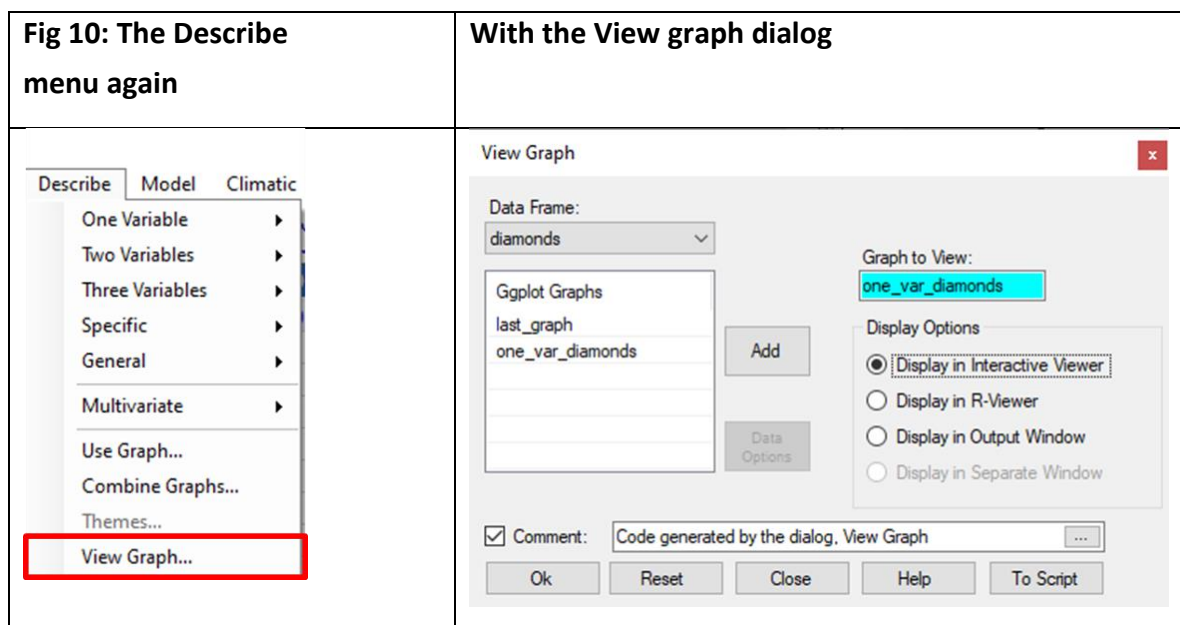 Fig 10: The Describe
menu again
With the View graph dialog
Describe Model Climatic
One Variable
Two Variables
Three Variables
Specific
General
Multivariate
Use Graph...
Combine Graphs...
Themes...
View Graph...
View Graph
x
Data Frame:
diamonds
Ggplot Graphs
last_graph
one_var_diamonds
Add
Data
Options
Graph to View:
one_var_diamonds
Display Options
Display in Interactive Viewer
Display in R-Viewer
Display in Output Window
Display in Separate Window
Comment: Code generated by the dialog, View Graph ...
Ok Reset Close Help To Script